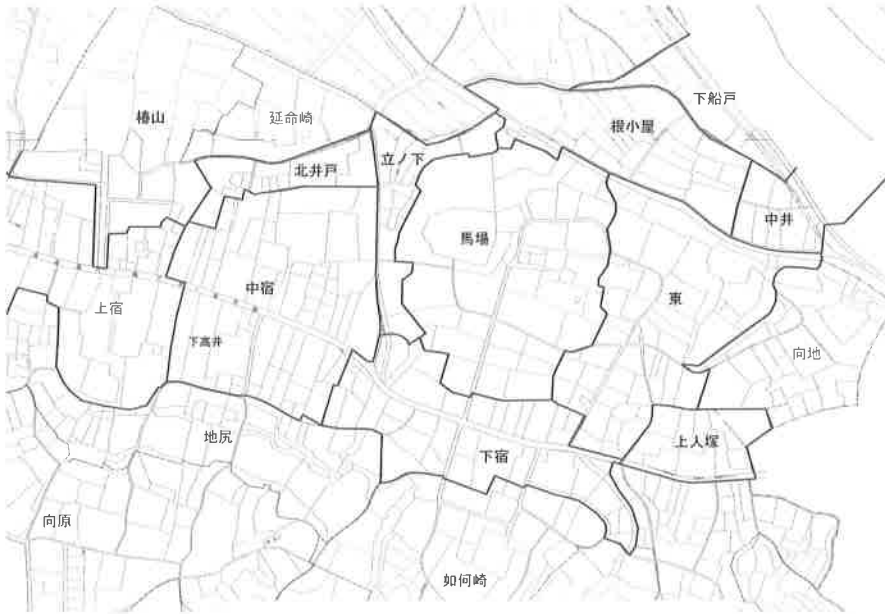 下船戸
椿山
延命崎
根小屋
立ノ下
北井戸
中井
馬場
中宿
東
上宿
下高井
向地
地尻
上人塚
下宿
向原
如何崎